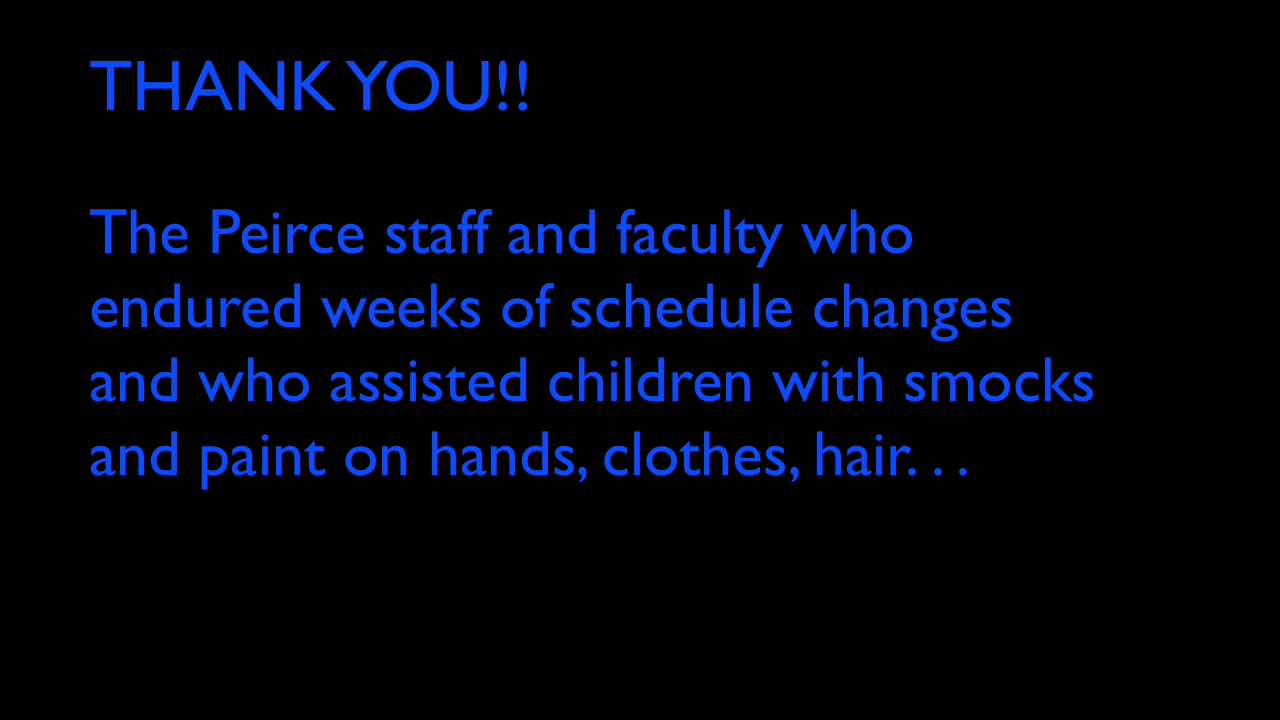 THANK YOU!!
The Peirce staff and faculty who
endured weeks of schedule changes
and who assisted children with smocks
and paint on hands, clothes, hair. . .